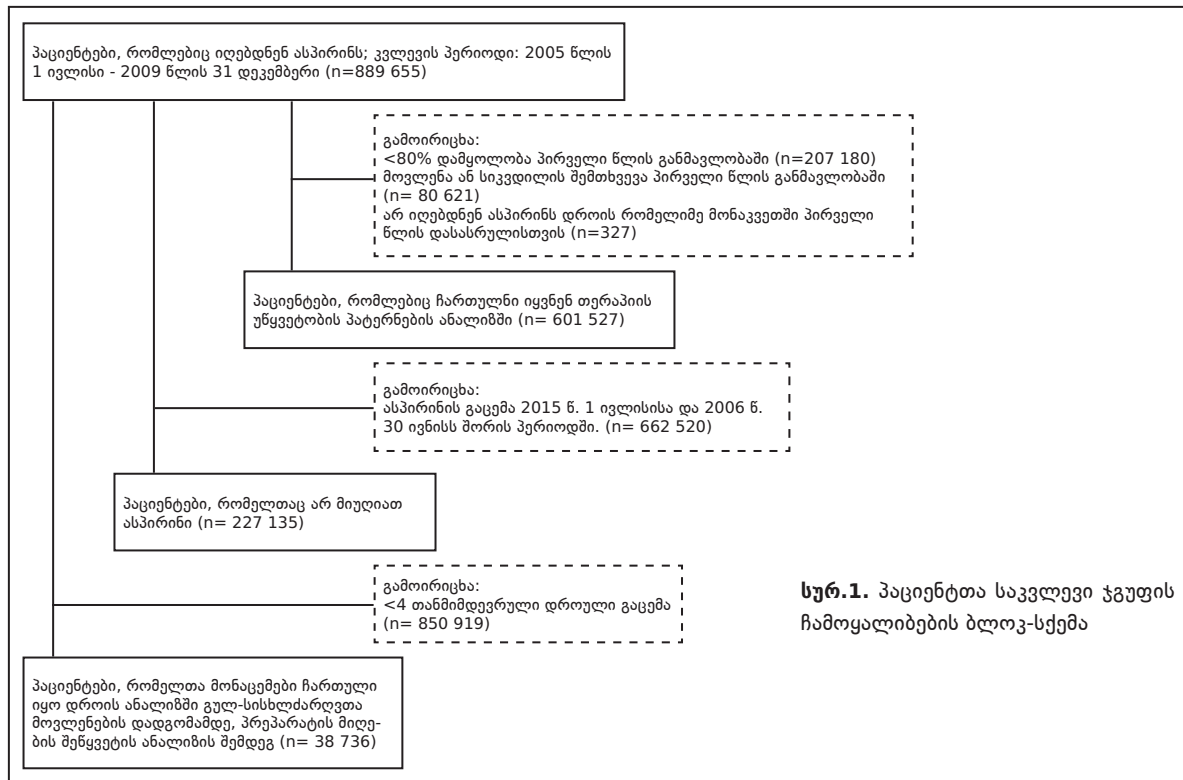 პაციენტები, რომლებიც იღებდნენ ასპირინს; კვლევის პერიოდი: 2005 წლის
1 ივლისი - 2009 წლის 31 დეკემბერი (n=889 655)
გამოირიცხა:
<80% დამყოლობა პირველი წლის განმავლობაში (n=207 180)
მოვლენა ან სიკვდილის შემთხვევა პირველი წლის განმავლობაში
(n= 80 621)
არ იღებდნენ ასპირინს დროის რომელიმე მონაკვეთში პირველი
წლის დასასრულისთვის (n=327)
პაციენტები, რომლებიც ჩართულნი იყვნენ თერაპიის
უწყვეტობის პატერნების ანალიზში (n= 601 527)
გამოირიცხა:
ასპირინის გაცემა 2015 წ. 1 ივლისისა და 2006 წ.
30 ივნისს შორის პერიოდში. (n= 662 520)
პაციენტები, რომელთაც არ მიუღიათ
ასპირინი (n= 227 135)
გამოირიცხა:
<4 თანმიმდევრული დროული გაცემა
(n= 850 919)
სურ.1. პაციენტთა საკვლევი ჯგუფის
ჩამოყალიბების ბლოკ-სქემა
პაციენტები, რომელთა მონაცემები ჩართული
იყო დროის ანალიზში გულ-სისხლძარღვთა
მოვლენების დადგომამდე, პრეპარატის მიღე-
ბის შეწყვეტის ანალიზის შემდეგ (n= 38 736)